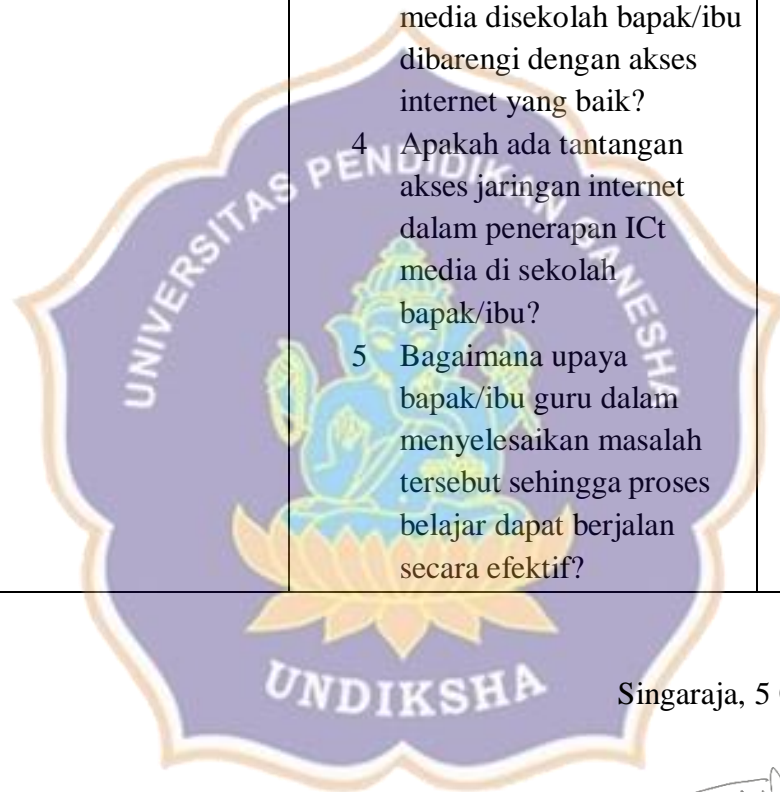 media disekolah bapak/ibu
dibarengi dengan akses
internet yang baik?
4 Apakah ada tantangan
akses jaringan internet
dalam penerapan ICt
media di sekolah
bapak/ibu?
5 Bagaimana upaya
bapak/ibu guru dalam
menyelesaikan masalah
tersebut sehingga proses
belajar dapat berjalan
secara efektif?
UNIVERSITAS PENDIDIKAN GANESHA
UNDIKSHA
Singaraja, 5